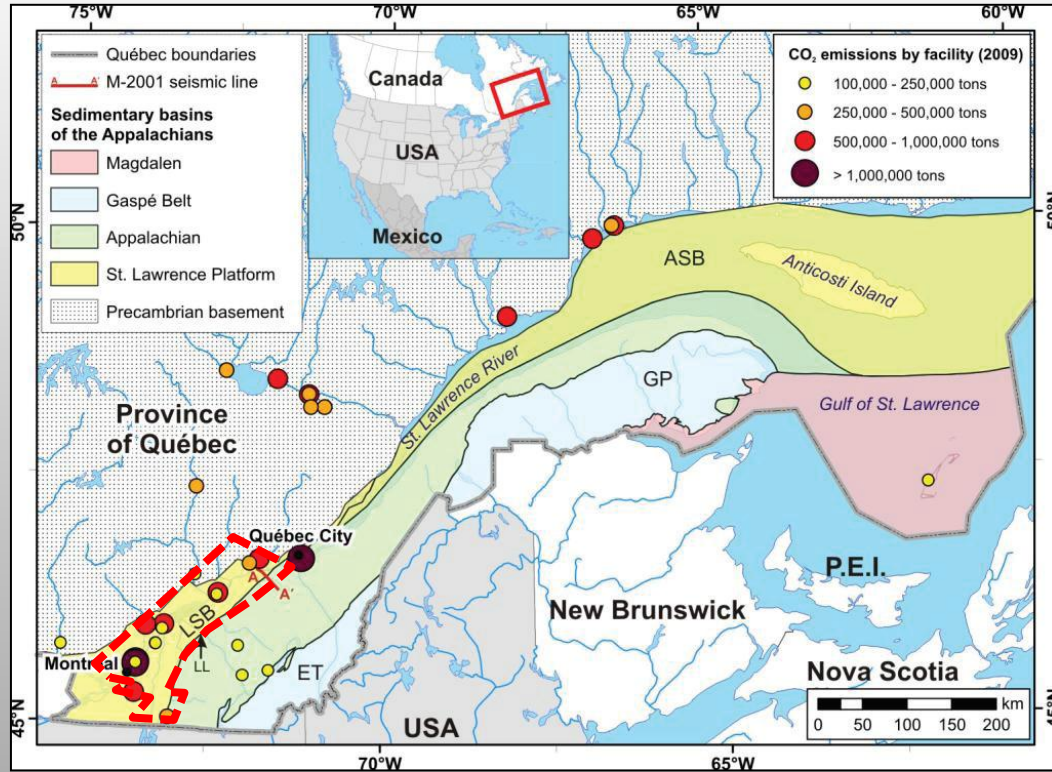 75°W
70°W
65°W
60°W
Québec boundaries
A A' M-2001 seismic line
Sedimentary basins
of the Appalachians
Magdalen
Gaspé Belt
Appalachian
St. Lawrence Platform
Precambrian basement
Canada
USA
Mexico
CO₂ emissions by facility (2009)
100,000 - 250,000 tons
250,000 - 500,000 tons
500,000 - 1,000,000 tons
> 1,000,000 tons
50°N
50°N
ASB
Anticosti Island
St. Lawrence River
GP
Gulf of St. Lawrence
Province
of Québec
Québec City
A
A'
LSB
P.E.I.
New Brunswick
Montréal
LL
ET
Nova Scotia
USA
km
0 50 100 150 200
45°N
45°N
70°W
65°W